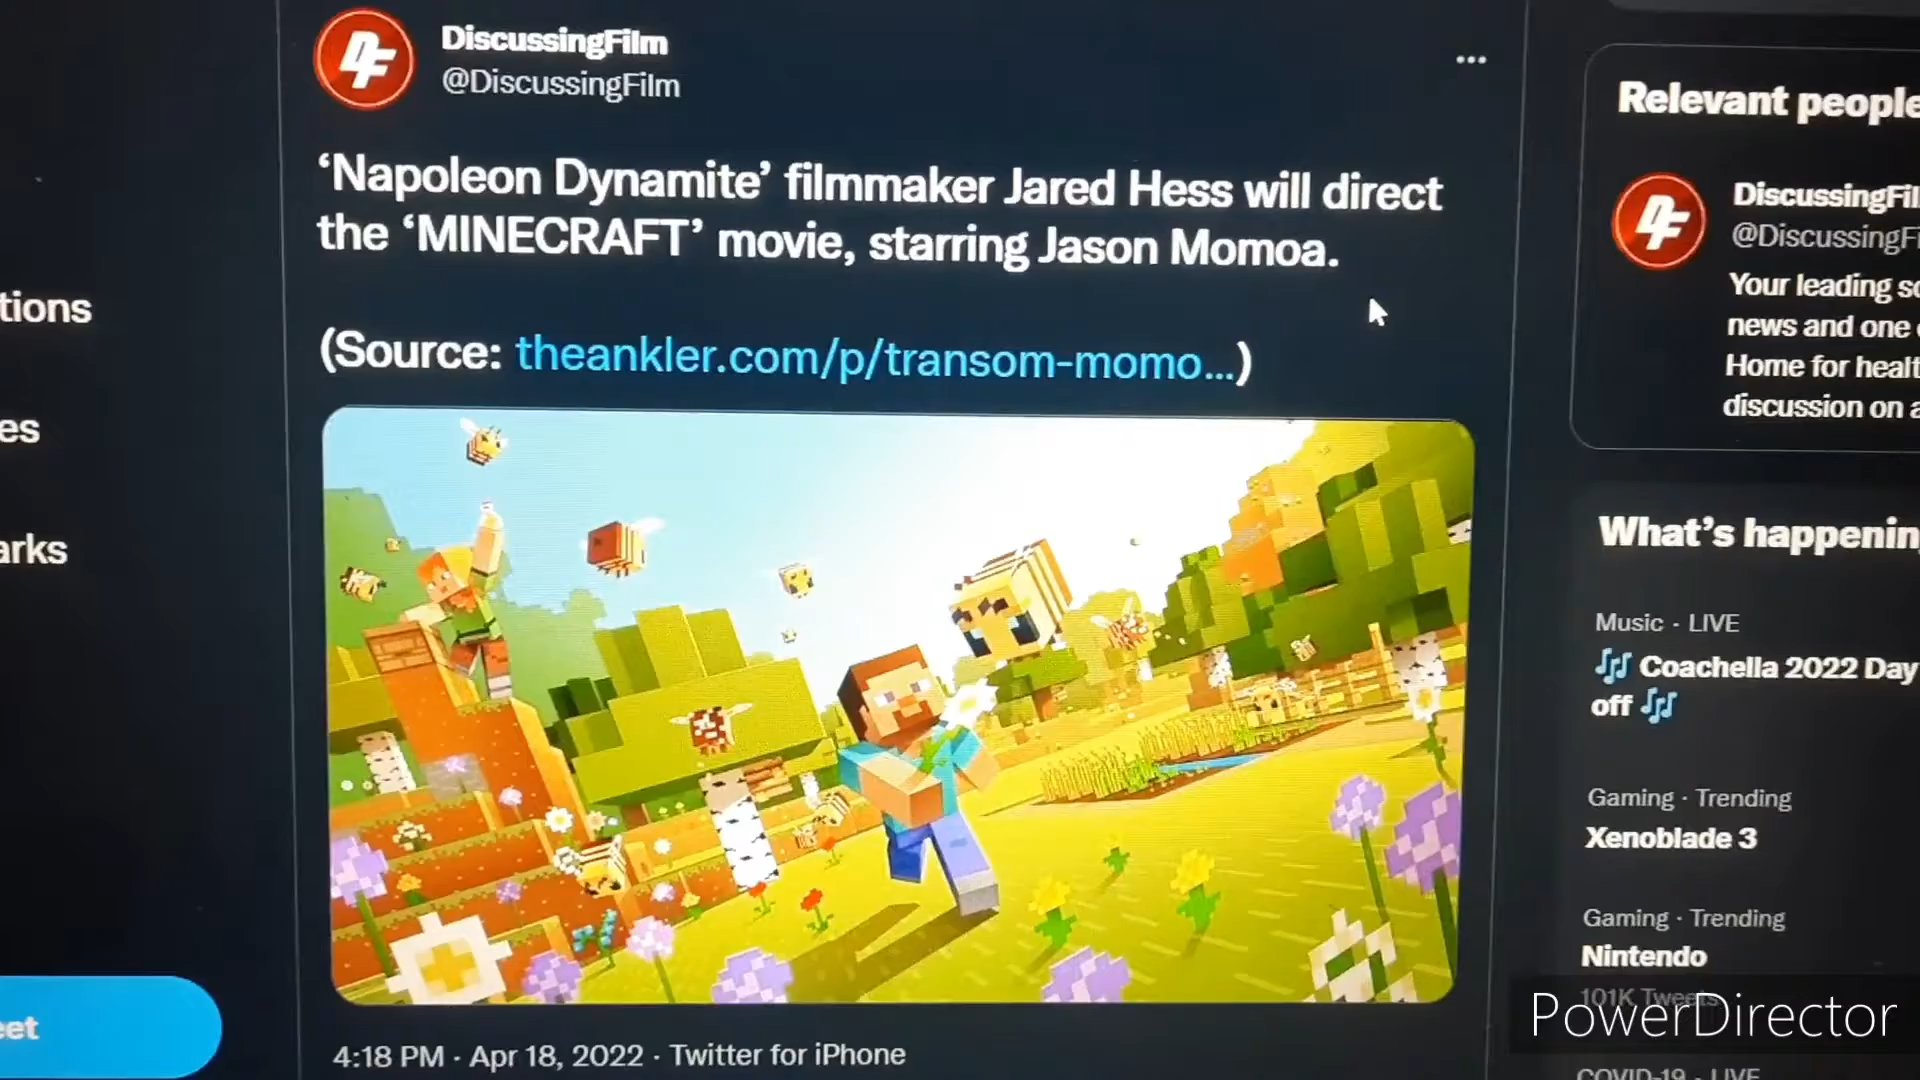 DiscussingFilm
@DiscussingFilm
‘Napoleon Dynamite’ filmmaker Jared Hess will direct
the ‘MINECRAFT’ movie, starring Jason Momoa.
(Source: theankler.com/p/transom-momo...)
4:18 PM · Apr 18, 2022 · Twitter for iPhone
tions
es
arks
eet
Relevant people
DiscussingFil
@DiscussingFi
Your leading so
news and one
Home for healt
discussion on a
What’s happenin
Music · LIVE
Coachella 2022 Day
off
Gaming · Trending
Xenoblade 3
Gaming · Trending
Nintendo
101K Tweets
PowerDirector
COVID-19 · LIVE